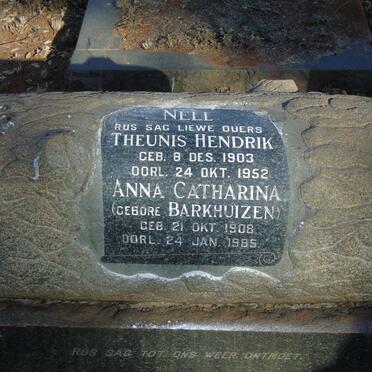 NELL
RUS SAG LIEWE OUERS
THEUNIS HENDRIK
GEB. 8 DES. 1903
OORL. 24 OKT. 1952
ANNA CATHARINA
(GEBORE BARKHUIZEN)
GEB. 21 OKT. 1908
OORL. 24 JAN. 1985
RUS SAG TOT ONS WEER ONTMOET.